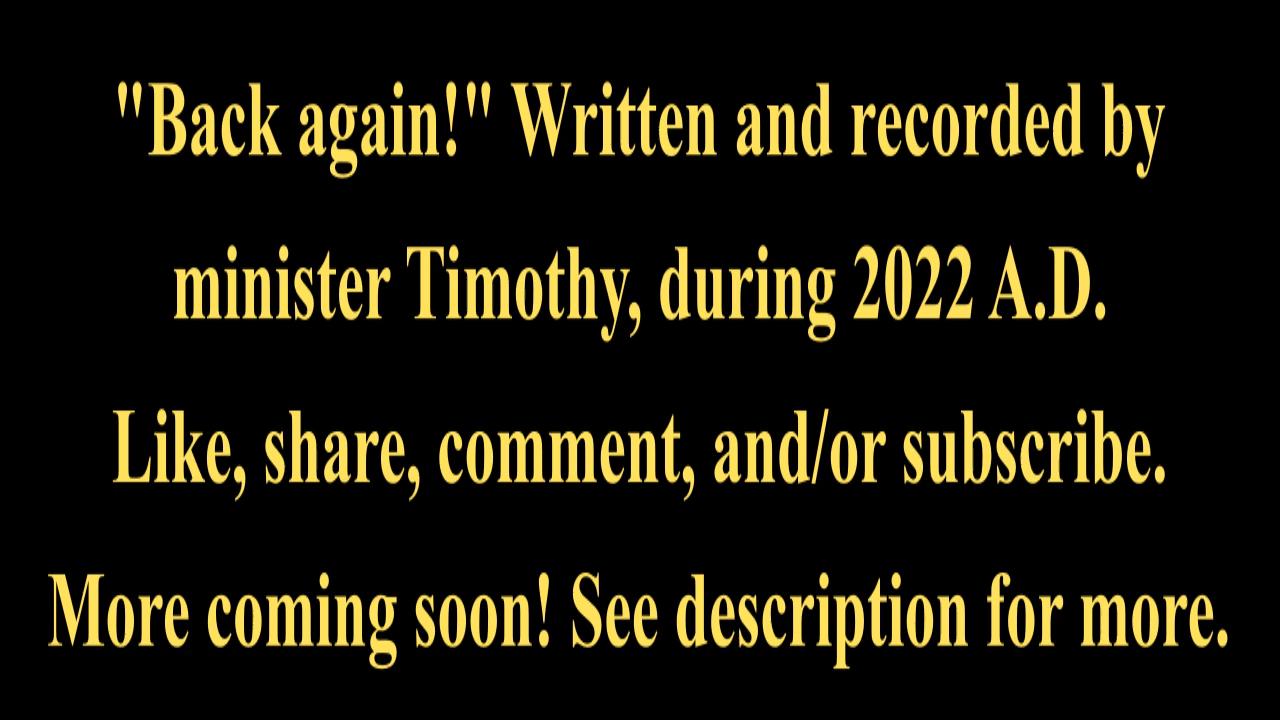 "Back again!" Written and recorded by
minister Timothy, during 2022 A.D.
Like, share, comment, and/or subscribe.
More coming soon! See description for more.